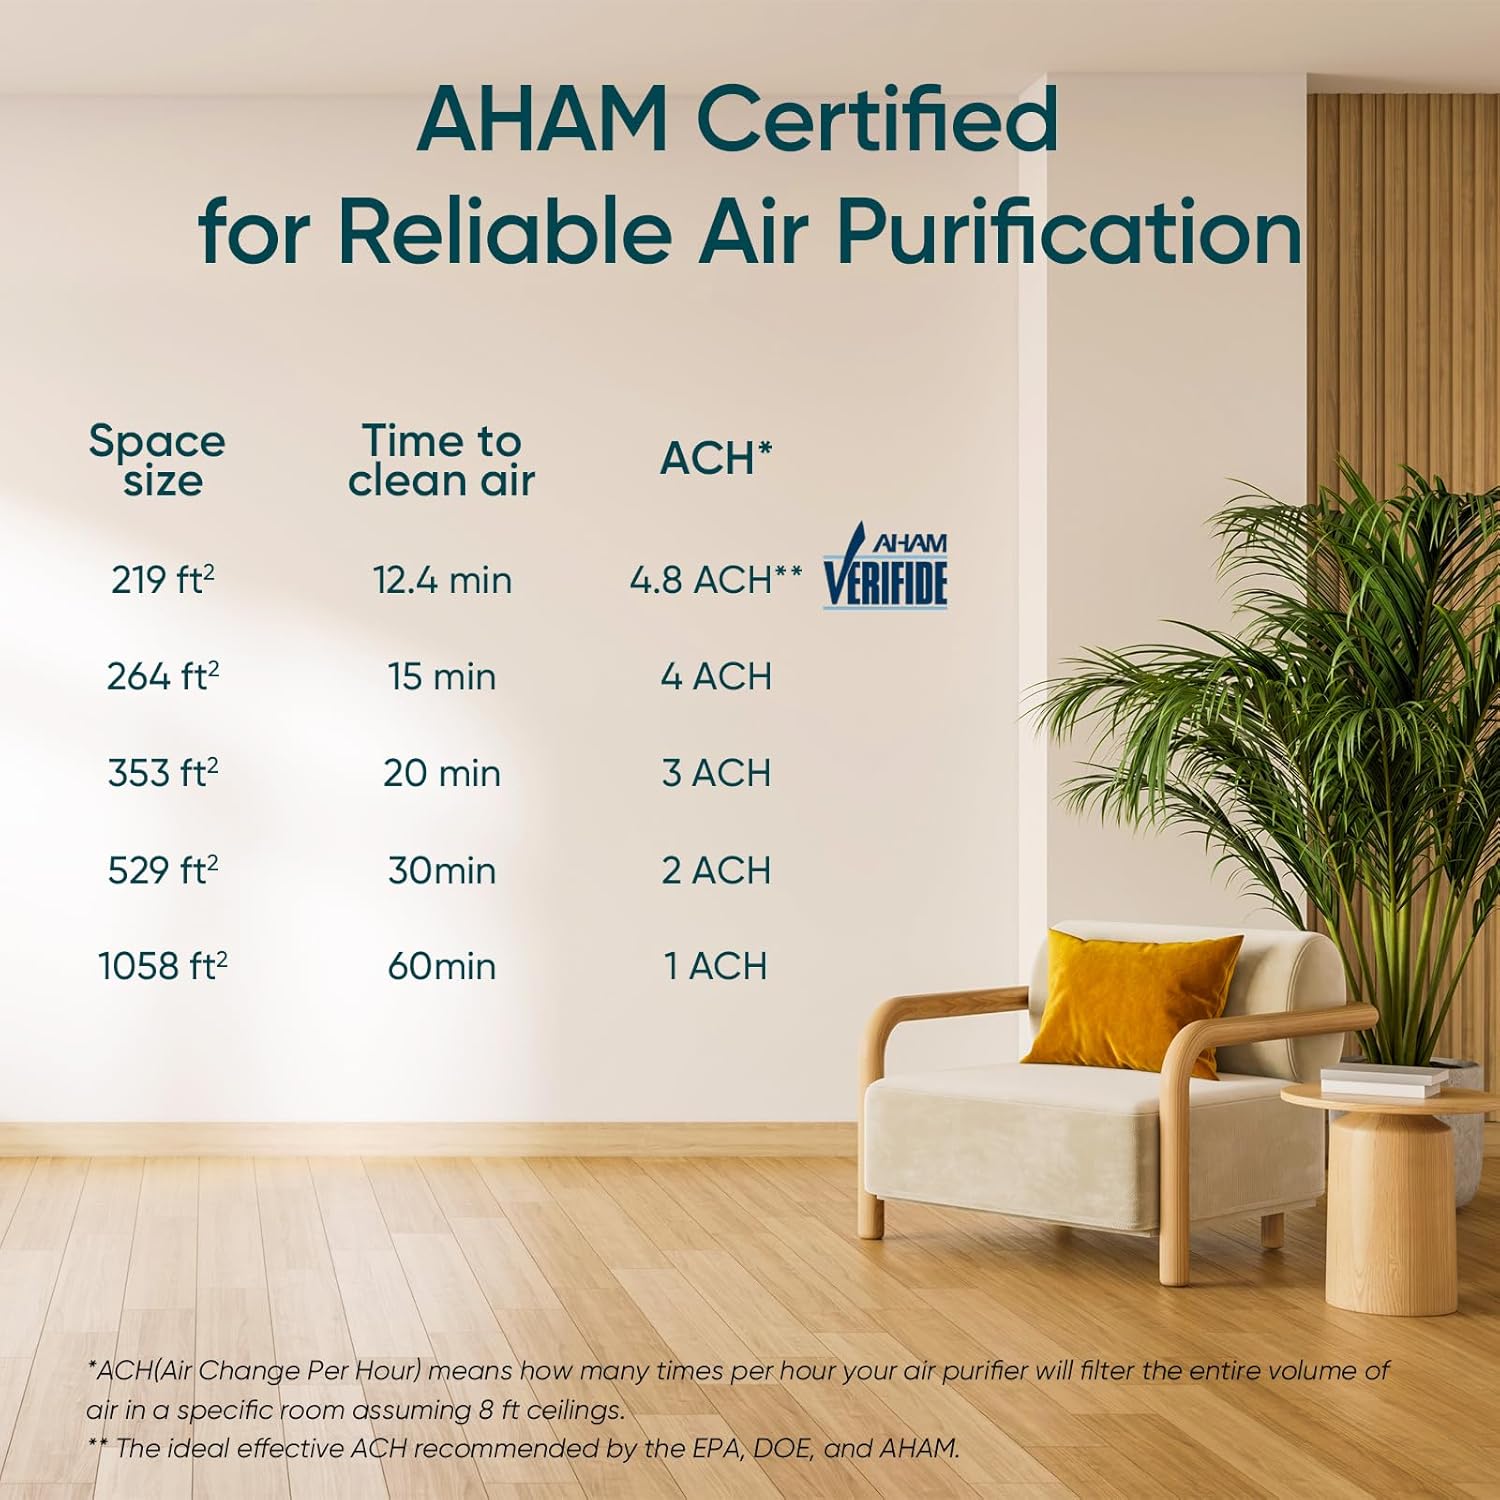 AHAM Certified
for Reliable Air Purification
Space
size
Time to
clean air
ACH*
219 ft²
12.4 min
4.8 ACH**
AHAM
VERIFIDE
264 ft²
15 min
4 ACH
353 ft²
20 min
3 ACH
529 ft²
30min
2 ACH
1058 ft²
60min
1 ACH
*ACH(Air Change Per Hour) means how many times per hour your air purifier will filter the entire volume of
air in a specific room assuming 8 ft ceilings.
** The ideal effective ACH recommended by the EPA, DOE, and AHAM.